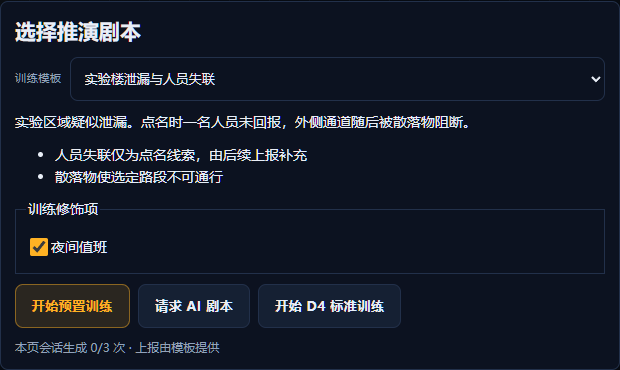 选择推演剧本
训练模板 实验楼泄漏与人员失联
实验区域疑似泄漏。点名时一名人员未回报，外侧通道随后被散落物阻断。
人员失联仅为点名线索，由后续上报补充
散落物使选定路段不可通行
训练修饰项
夜间值班
开始预置训练 请求 AI 剧本 开始 D4 标准训练
本页会话生成 0/3 次 · 上报由模板提供